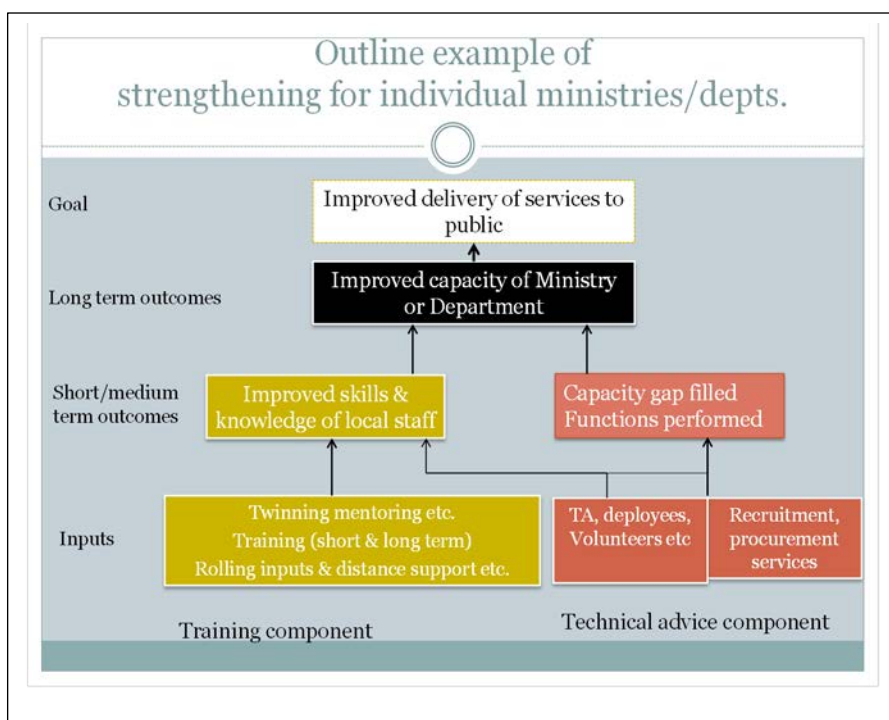 Outline example of
strengthening for individual ministries/depts.
Goal
Improved delivery of services to
public
Long term outcomes
Improved capacity of Ministry
or Department
Short/medium
term outcomes
Improved skills &
knowledge of local staff
Capacity gap filled
Functions performed
Inputs
Twinning mentoring etc.
Training (short & long term)
Rolling inputs & distance support etc.
TA, deployees,
Volunteers etc
Recruitment,
procurement
services
Training component
Technical advice component